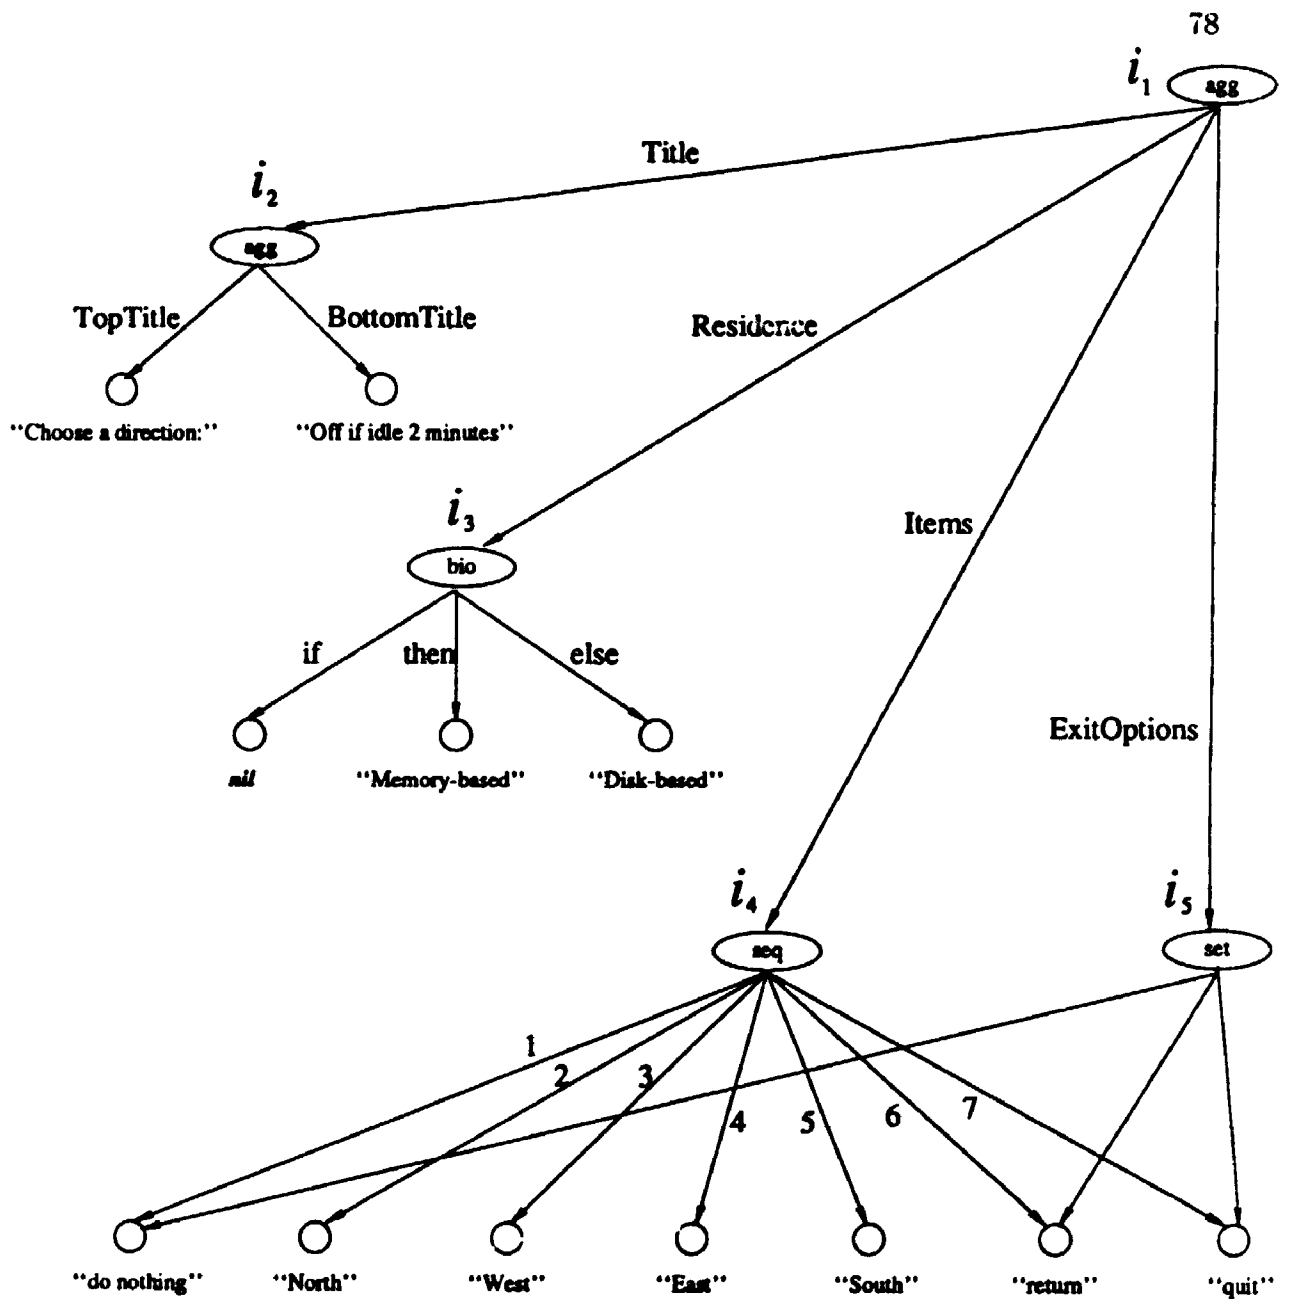 78
i1
agg
Title
i2
agg
TopTitle
BottomTitle
Residence
"Choose a direction:"
"Off if idle 2 minutes"
i3
Items
bio
if
then
else
ExitOptions
nil
"Memory-based"
"Disk-based"
i4
i5
seq
set
1
2
3
4
5
6
7
"do nothing"
"North"
"West"
"East"
"South"
"return"
"quit"